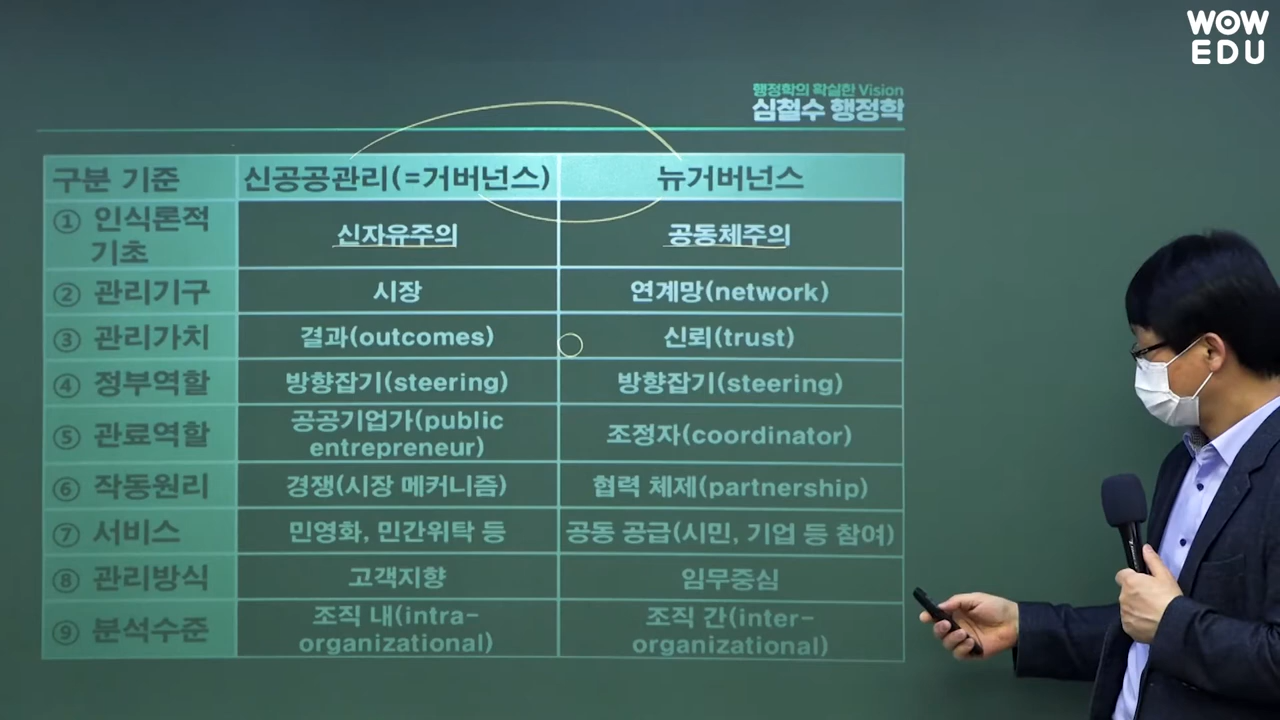 WOW
EDU
행정학의 확실한 Vision
심철수 행정학
구분 기준 신공공관리(=거버넌스) 뉴거버넌스
① 인식론적 기초 신자유주의 공동체주의
② 관리기구 시장 연계망(network)
③ 관리가치 결과(outcomes) 신뢰(trust)
④ 정부역할 방향잡기(steering) 방향잡기(steering)
⑤ 관료역할 공공기업가(public entrepreneur) 조정자(coordinator)
⑥ 작동원리 경쟁(시장 메커니즘) 협력 체제(partnership)
⑦ 서비스 민영화, 민간위탁 등 공동 공급(시민, 기업 등 참여)
⑧ 관리방식 고객지향 임무중심
⑨ 분석수준 조직 내(intra-organizational) 조직 간(inter-organizational)